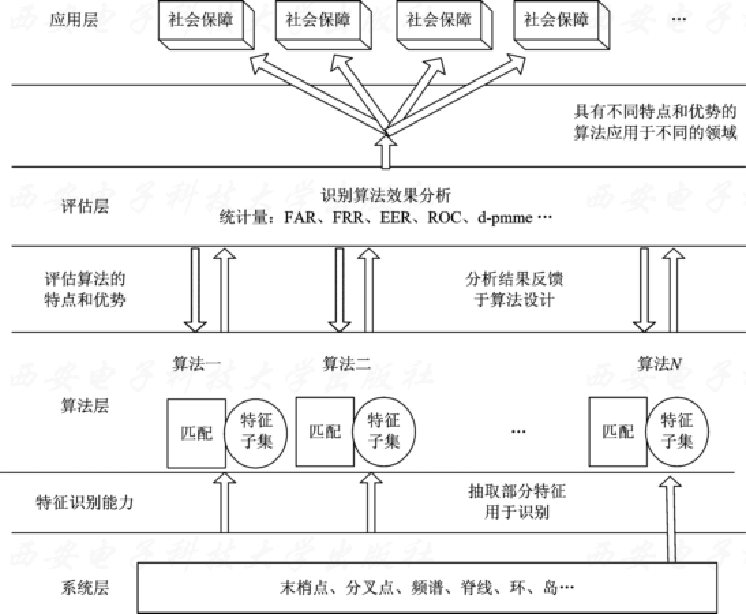 应用层
社会保障 社会保障 社会保障 社会保障 …
具有不同特点和优势的
算法应用于不同的领域
西安电子科技大学出版社
评估层
识别算法效果分析
统计量：FAR、FRR、EER、ROC、d-pmme …
评估算法的
特点和优势
分析结果反馈
于算法设计
算法一 算法二 算法N
西安电子科技大学出版社
算法层
匹配 特征子集 匹配 特征子集 … 匹配 特征子集
特征识别能力
抽取部分特征
用于识别
西安电子科技大学出版社
系统层
末梢点、分叉点、频谱、脊线、环、岛…